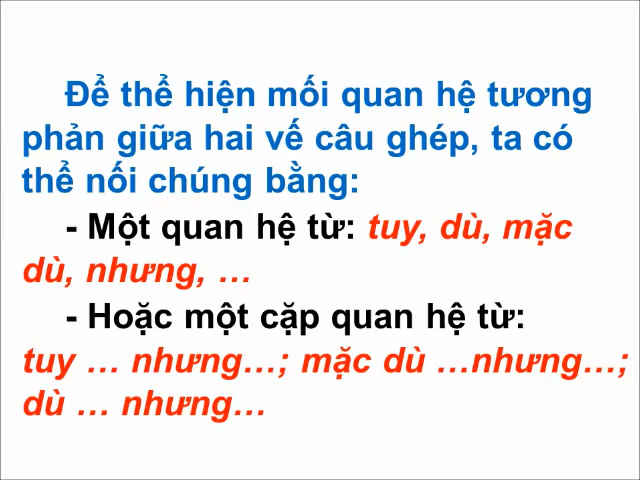 Để thể hiện mối quan hệ tương
phản giữa hai vế câu ghép, ta có
thể nối chúng bằng:
- Một quan hệ từ: tuy, dù, mặc
dù, nhưng, …
- Hoặc một cặp quan hệ từ:
tuy … nhưng…; mặc dù …nhưng…;
dù … nhưng…